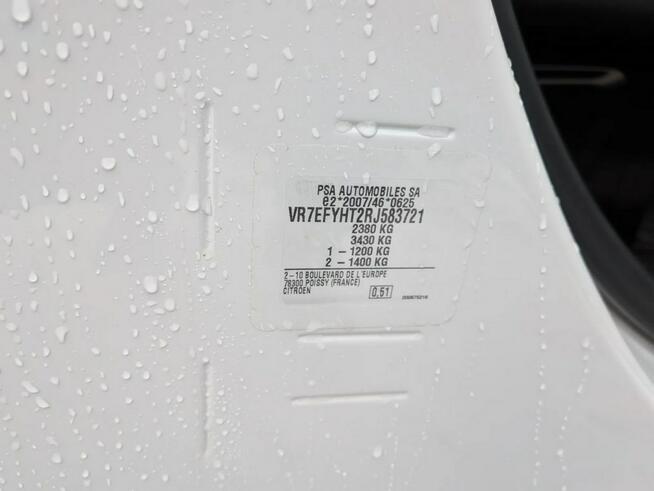 PSA AUTOMOBILES SA
e2*2007/46*0625
VR7EFYHT2RJ583721
2380 KG
3430 KG
1 - 1200 KG
2 - 1400 KG
2-10 BOULEVARD DE L'EUROPE
78300 POISSY (FRANCE)
CITROEN
0,51